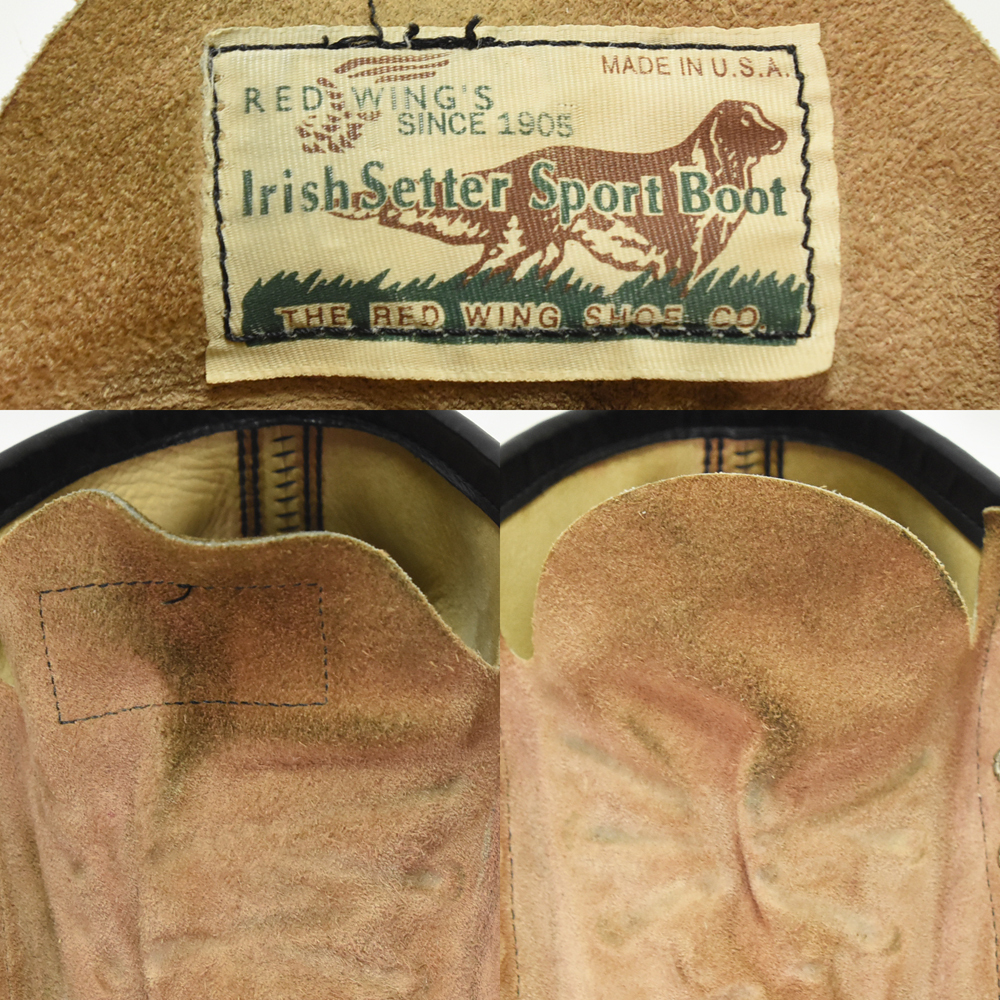 MADE IN U.S.A.
RED WING'S
SINCE 1905
Irish Setter Sport Boot
THE RED WING SHOE CO.